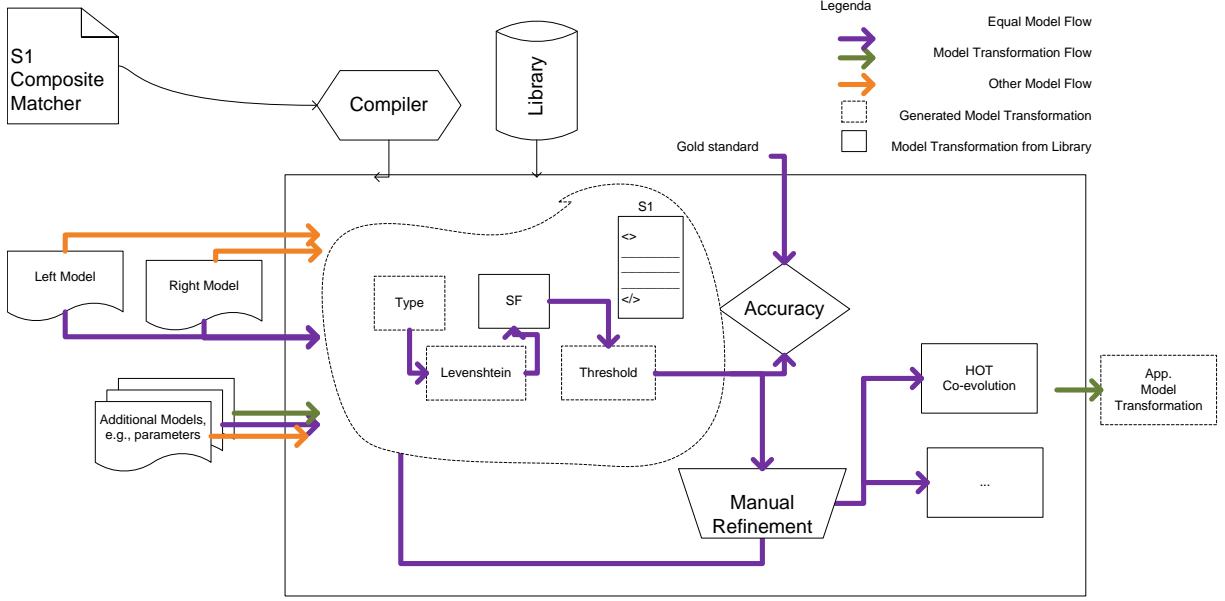 S1
Composite
Matcher
Compiler
Library
Legenda
Equal Model Flow
Model Transformation Flow
Other Model Flow
Generated Model Transformation
Model Transformation from Library
Gold standard
S1
<>
</>
Left Model
Right Model
Type
SF
Levenshtein
Threshold
Accuracy
Additional Models,
e.g., parameters
HOT
Co-evolution
App.
Model
Transformation
...
Manual
Refinement